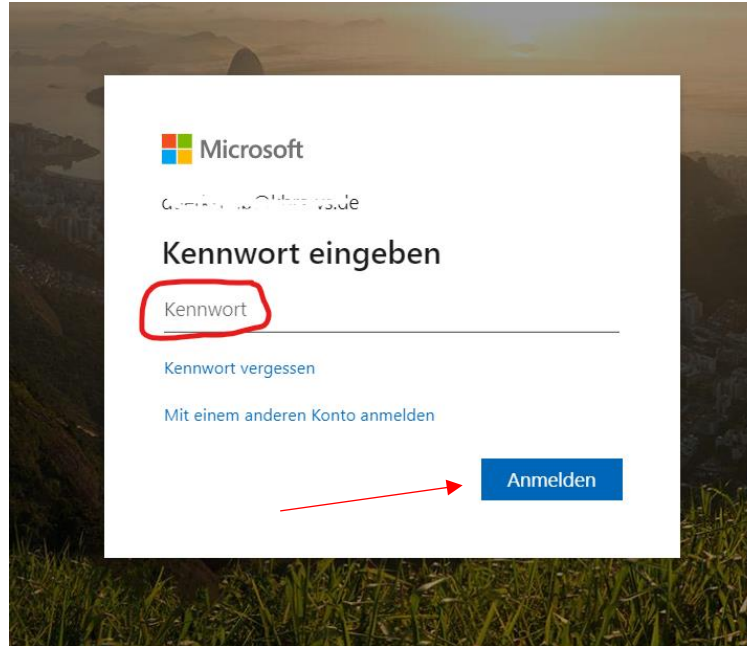 Microsoft
Kennwort eingeben
Kennwort
Kennwort vergessen
Mit einem anderen Konto anmelden
Anmelden